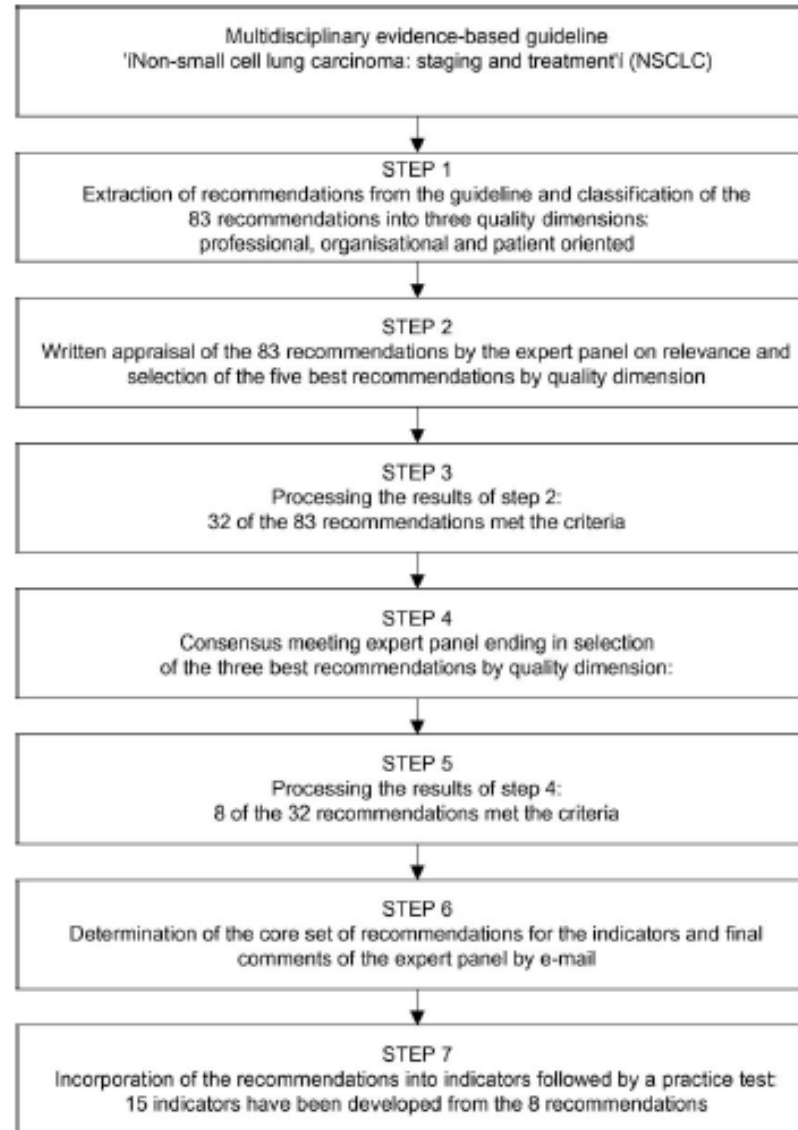 Multidisciplinary evidence-based guideline
'íNon-small cell lung carcinoma: staging and treatment'í (NSCLC)
STEP 1
Extraction of recommendations from the guideline and classification of the
83 recommendations into three quality dimensions:
professional, organisational and patient oriented
STEP 2
Written appraisal of the 83 recommendations by the expert panel on relevance and
selection of the five best recommendations by quality dimension
STEP 3
Processing the results of step 2:
32 of the 83 recommendations met the criteria
STEP 4
Consensus meeting expert panel ending in selection
of the three best recommendations by quality dimension:
STEP 5
Processing the results of step 4:
8 of the 32 recommendations met the criteria
STEP 6
Determination of the core set of recommendations for the indicators and final
comments of the expert panel by e-mail
STEP 7
Incorporation of the recommendations into indicators followed by a practice test:
15 indicators have been developed from the 8 recommendations